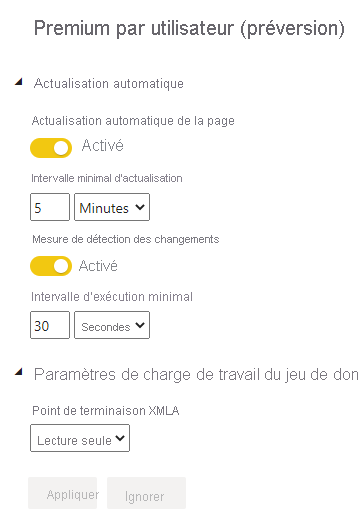 Premium par utilisateur (préversion)
Actualisation automatique
Actualisation automatique de la page
Activé
Intervalle minimal d'actualisation
5 Minutes
Mesure de détection des changements
Activé
Intervalle d'exécution minimal
30 Secondes
Paramètres de charge de travail du jeu de don
Point de terminaison XMLA
Lecture seule
Appliquer Ignorer